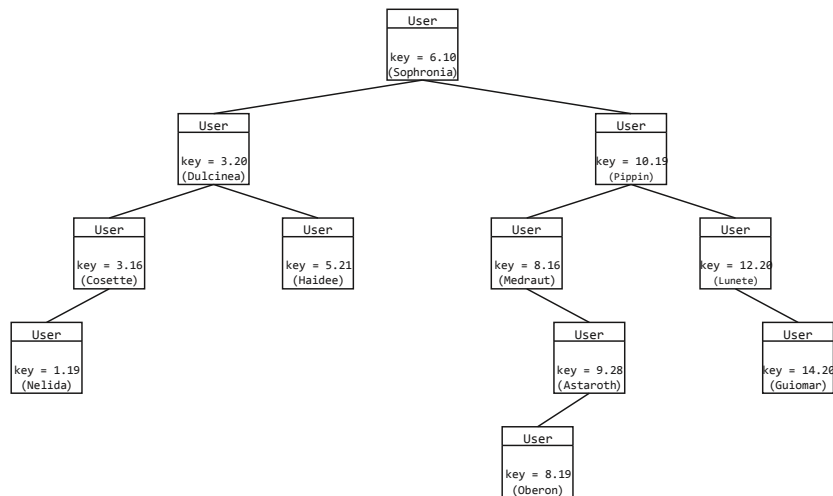 User
key = 6.10
(Sophronia)
User
key = 3.20
(Dulcinea)
User
key = 10.19
(Pippin)
User
key = 3.16
(Cosette)
User
key = 5.21
(Haidee)
User
key = 8.16
(Medraut)
User
key = 12.20
(Lunete)
User
key = 1.19
(Nelida)
User
key = 9.28
(Astaroth)
User
key = 14.20
(Guiomar)
User
key = 8.19
(Oberon)